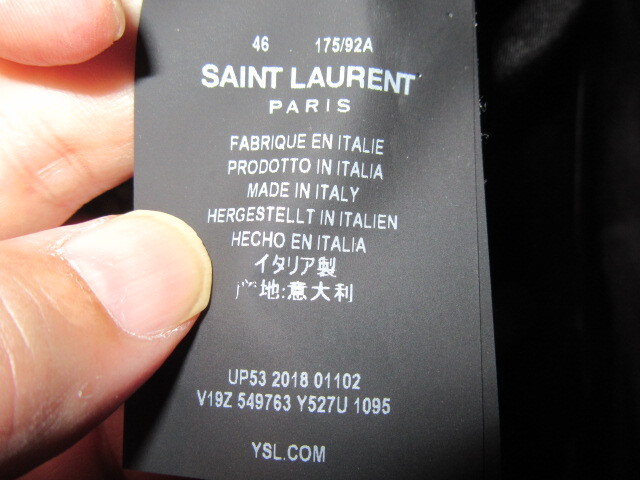 46 175/92A
SAINT LAURENT
PARIS
FABRIQUE EN ITALIE
PRODOTTO IN ITALIA
MADE IN ITALY
HERGESTELLT IN ITALIEN
HECHO EN ITALIA
イタリア製
地:意大利
UP53 2018 01102
V19Z 549763 Y527U 1095
YSL.COM